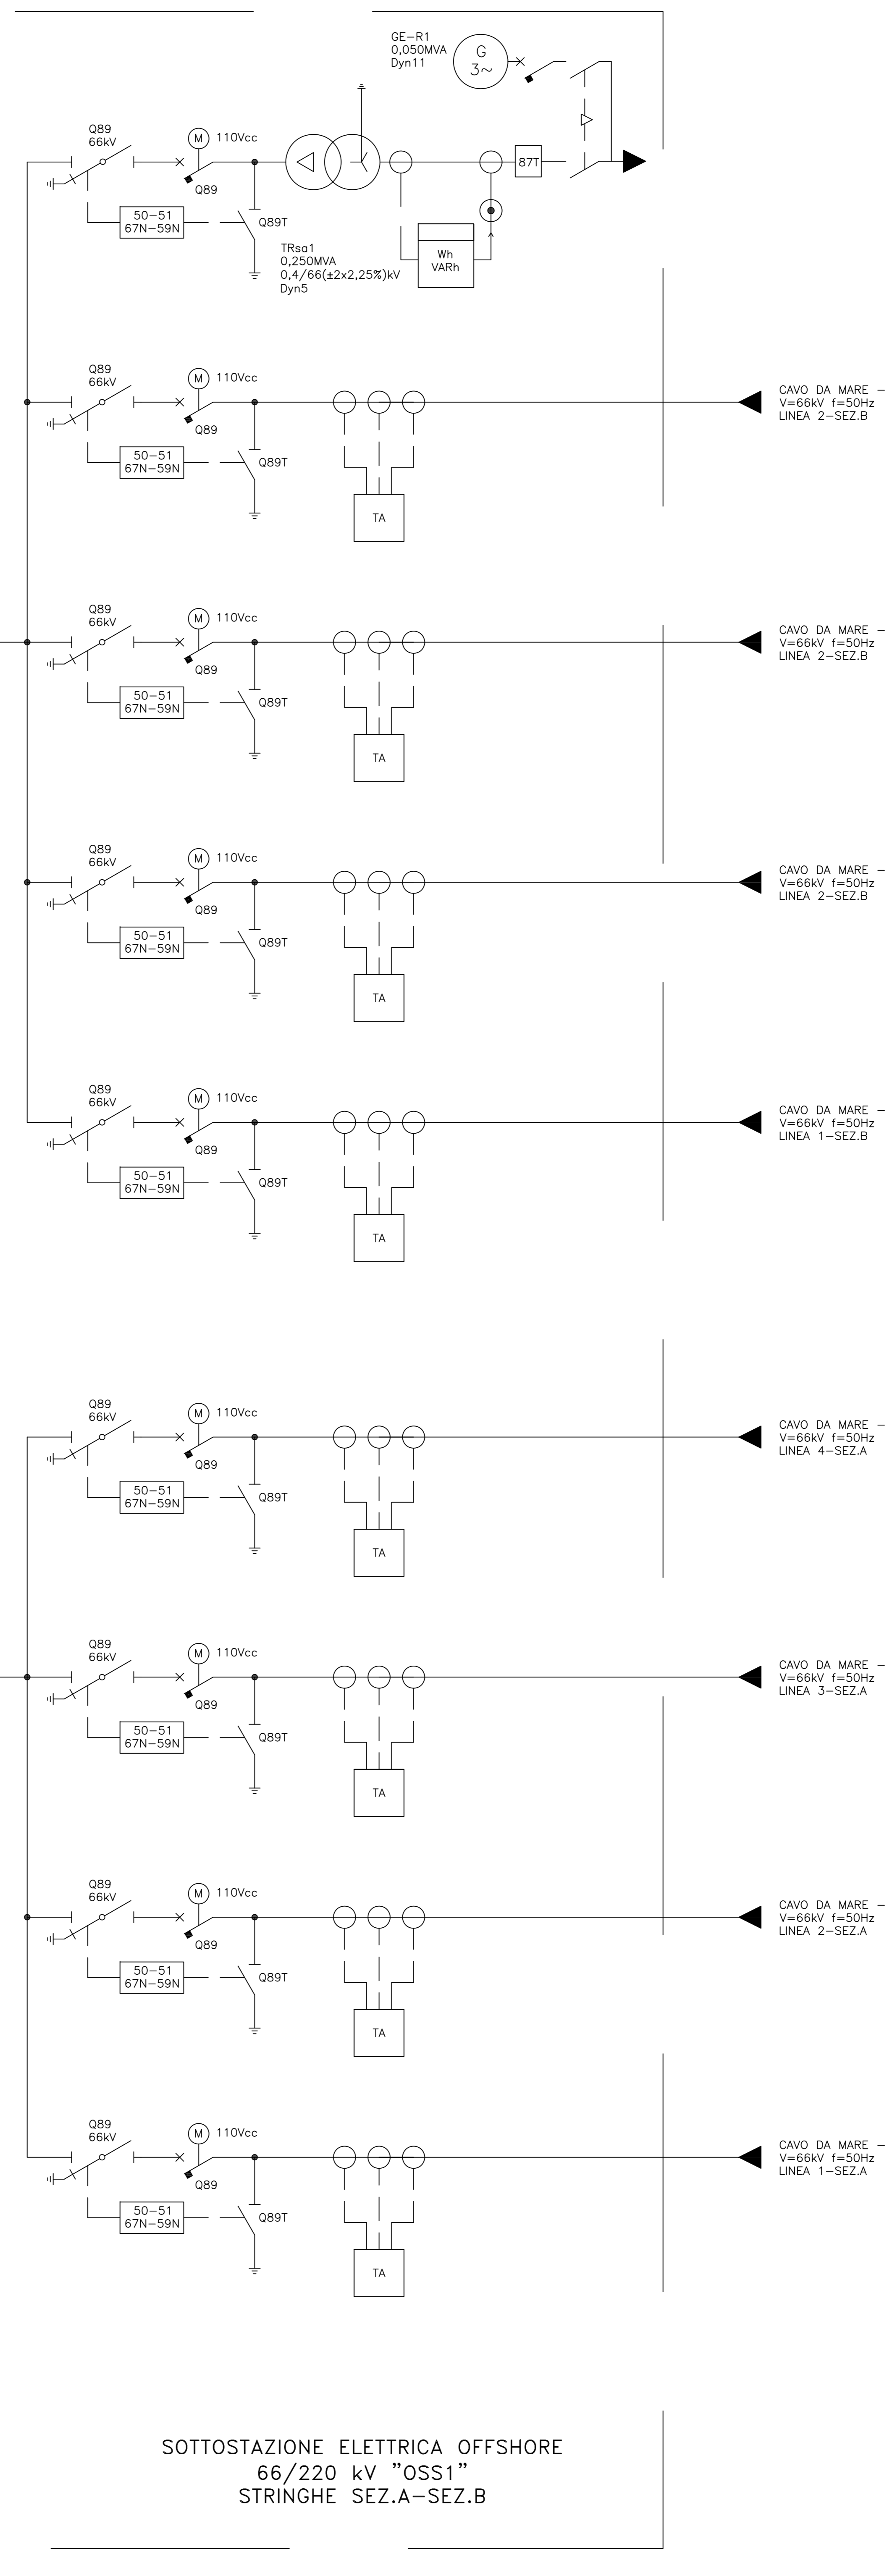 GE-R1
0,050MVA
Dyn11
G
3~
Q89
66kV
M
110Vcc
Q89
50-51
67N-59N
Q89T
87T
Wh
VARh
TRsa1
0,250MVA
0,4/66(±2x2,25%)kV
Dyn5
Q89
66kV
M
110Vcc
Q89
50-51
67N-59N
Q89T
TA
CAVO DA MARE -
V=66kV f=50Hz
LINEA 2-SEZ.B
Q89
66kV
M
110Vcc
Q89
50-51
67N-59N
Q89T
TA
CAVO DA MARE -
V=66kV f=50Hz
LINEA 2-SEZ.B
Q89
66kV
M
110Vcc
Q89
50-51
67N-59N
Q89T
TA
CAVO DA MARE -
V=66kV f=50Hz
LINEA 2-SEZ.B
Q89
66kV
M
110Vcc
Q89
50-51
67N-59N
Q89T
TA
CAVO DA MARE -
V=66kV f=50Hz
LINEA 1-SEZ.B
Q89
66kV
M
110Vcc
Q89
50-51
67N-59N
Q89T
TA
CAVO DA MARE -
V=66kV f=50Hz
LINEA 4-SEZ.A
Q89
66kV
M
110Vcc
Q89
50-51
67N-59N
Q89T
TA
CAVO DA MARE -
V=66kV f=50Hz
LINEA 3-SEZ.A
Q89
66kV
M
110Vcc
Q89
50-51
67N-59N
Q89T
TA
CAVO DA MARE -
V=66kV f=50Hz
LINEA 2-SEZ.A
Q89
66kV
M
110Vcc
Q89
50-51
67N-59N
Q89T
TA
CAVO DA MARE -
V=66kV f=50Hz
LINEA 1-SEZ.A
SOTTOSTAZIONE ELETTRICA OFFSHORE
66/220 kV "OSS1"
STRINGHE SEZ.A-SEZ.B